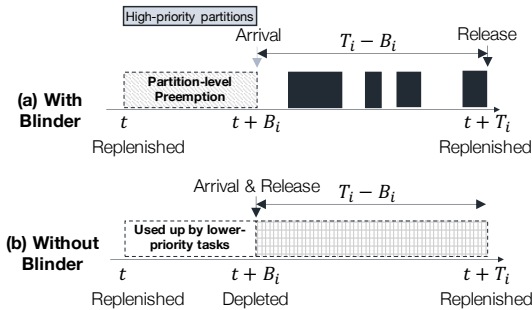 High-priority partitions
Arrival
T_i − B_i
Release
Partition-level
Preemption
(a) With
Blinder
t
t + B_i
t + T_i
Replenished
Replenished
Arrival & Release
T_i − B_i
(b) Without
Blinder
Used up by lower-
priority tasks
t
t + B_i
t + T_i
Replenished
Depleted
Replenished